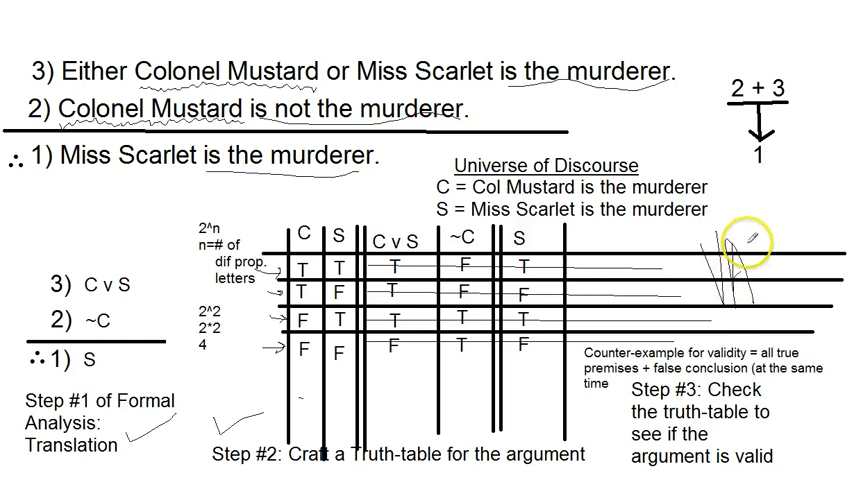 3) Either Colonel Mustard or Miss Scarlet is the murderer.
2) Colonel Mustard is not the murderer.
∴ 1) Miss Scarlet is the murderer.
2 + 3
1
Universe of Discourse
C = Col Mustard is the murderer
S = Miss Scarlet is the murderer
2^n
n=# of
dif prop.
letters
2^2
2*2
4
C S C v S ~C S
T T T F T
T F T F F
F T T T T
F F F T F
3) C v S
2) ~C
∴ 1) S
Step #1 of Formal
Analysis:
Translation
Step #2: Craft a Truth-table for the argument
Counter-example for validity = all true
premises + false conclusion (at the same
time
Step #3: Check
the truth-table to
see if the
argument is valid